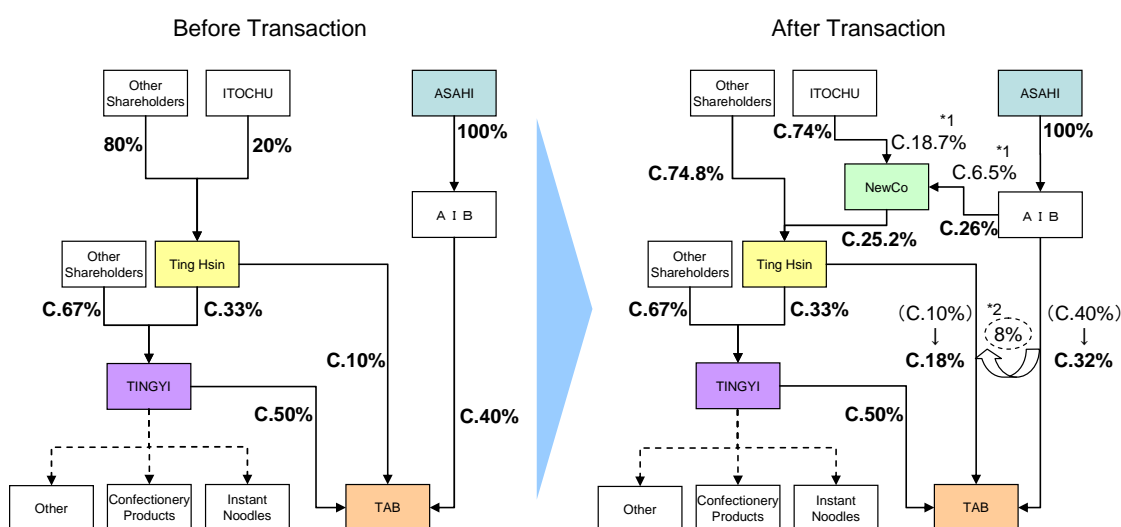 Before Transaction
Other
Shareholders
ITOCHU
ASAHI
80%
20%
100%
A I B
Other
Shareholders
Ting Hsin
C.67%
C.33%
C.10%
TINGYI
C.50%
C.40%
Other
Confectionery
Products
Instant
Noodles
TAB
After Transaction
Other
Shareholders
ITOCHU
ASAHI
C.74%
*1
C.18.7%
*1
C.6.5%
100%
C.74.8%
NewCo
A I B
C.25.2%
C.26%
Other
Shareholders
Ting Hsin
C.67%
C.33%
(C.10%)
↓
C.18%
*2
8%
(C.40%)
↓
C.32%
TINGYI
C.50%
Other
Confectionery
Products
Instant
Noodles
TAB